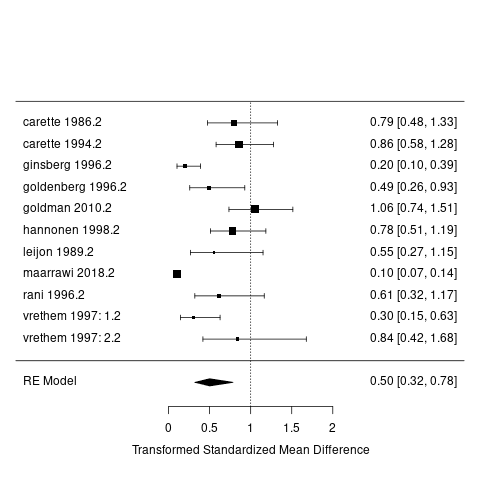 carette 1986.2 0.79 [0.48, 1.33]
carette 1994.2 0.86 [0.58, 1.28]
ginsberg 1996.2 0.20 [0.10, 0.39]
goldenberg 1996.2 0.49 [0.26, 0.93]
goldman 2010.2 1.06 [0.74, 1.51]
hannonen 1998.2 0.78 [0.51, 1.19]
leijon 1989.2 0.55 [0.27, 1.15]
maarrawi 2018.2 0.10 [0.07, 0.14]
rani 1996.2 0.61 [0.32, 1.17]
vrethem 1997: 1.2 0.30 [0.15, 0.63]
vrethem 1997: 2.2 0.84 [0.42, 1.68]
RE Model 0.50 [0.32, 0.78]
0 0.5 1 1.5 2
Transformed Standardized Mean Difference